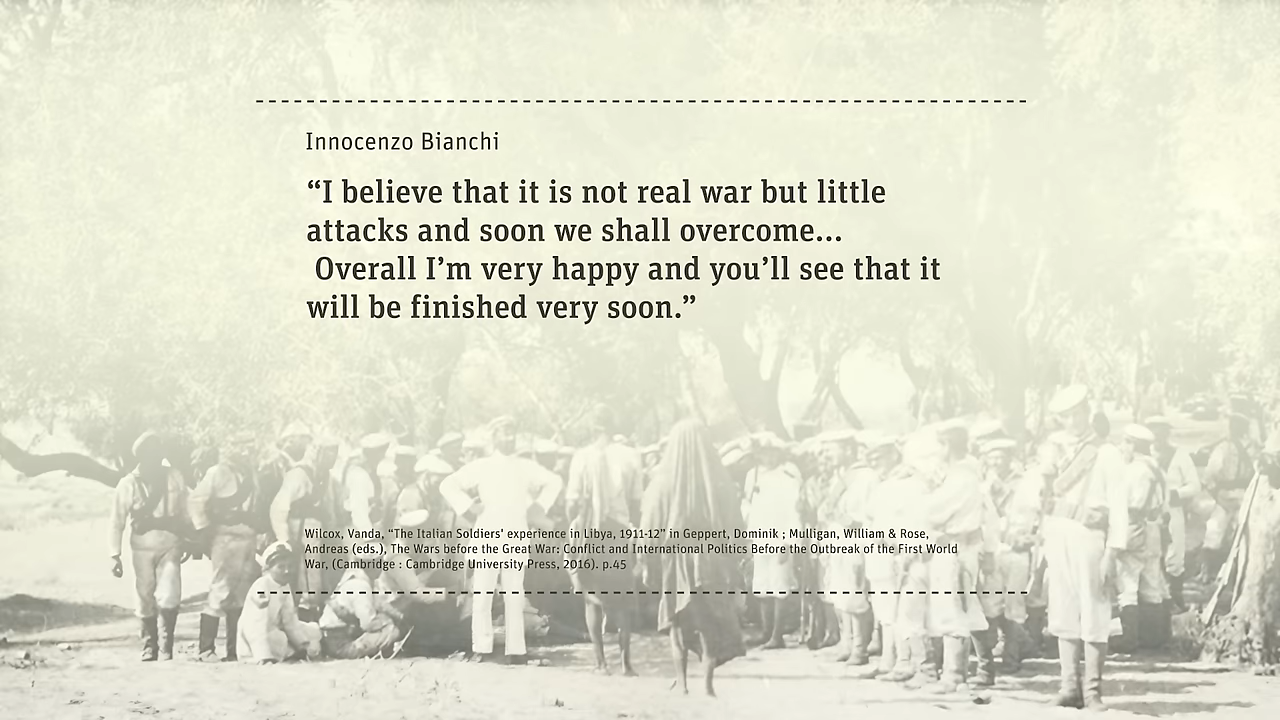 Innocenzo Bianchi
“I believe that it is not real war but little
attacks and soon we shall overcome...
Overall I’m very happy and you’ll see that it
will be finished very soon.”
Wilcox, Vanda, “The Italian Soldiers' experience in Libya, 1911-12” in Geppert, Dominik ; Mulligan, William & Rose,
Andreas (eds.), The Wars before the Great War: Conflict and International Politics Before the Outbreak of the First World
War, (Cambridge : Cambridge University Press, 2016). p.45